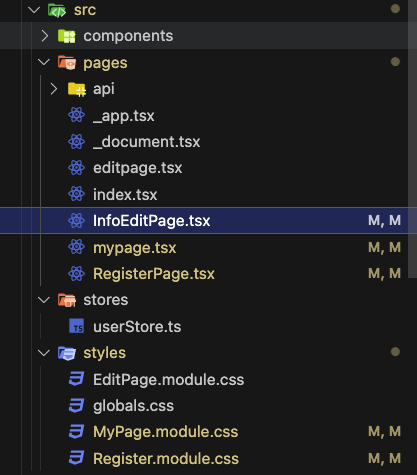 src
components
pages
api
_app.tsx
_document.tsx
editpage.tsx
index.tsx
InfoEditPage.tsx M, M
mypage.tsx M, M
RegisterPage.tsx M, M
stores
TS userStore.ts
styles
EditPage.module.css
globals.css
MyPage.module.css M, M
Register.module.css M, M